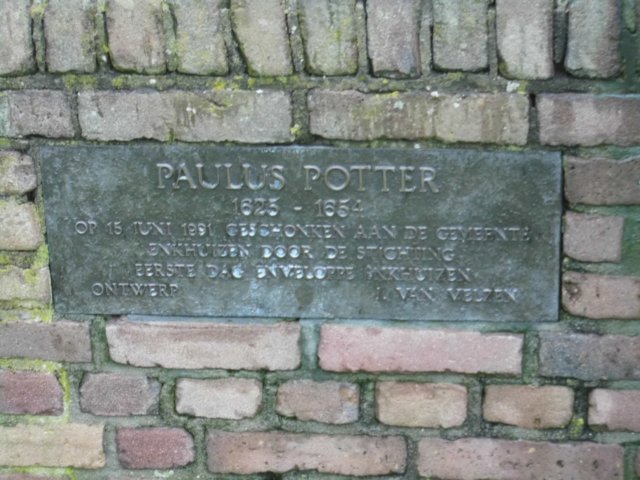 PAULUS POTTER
1625 - 1654
OP 15 JUNI 1991 GESCHONKEN AAN DE GEMEENTE
ENKHUIZEN DOOR DE STICHTING
EERSTE DAG ENVELOPPE ENKHUIZEN
ONTWERP VAN VELZEN